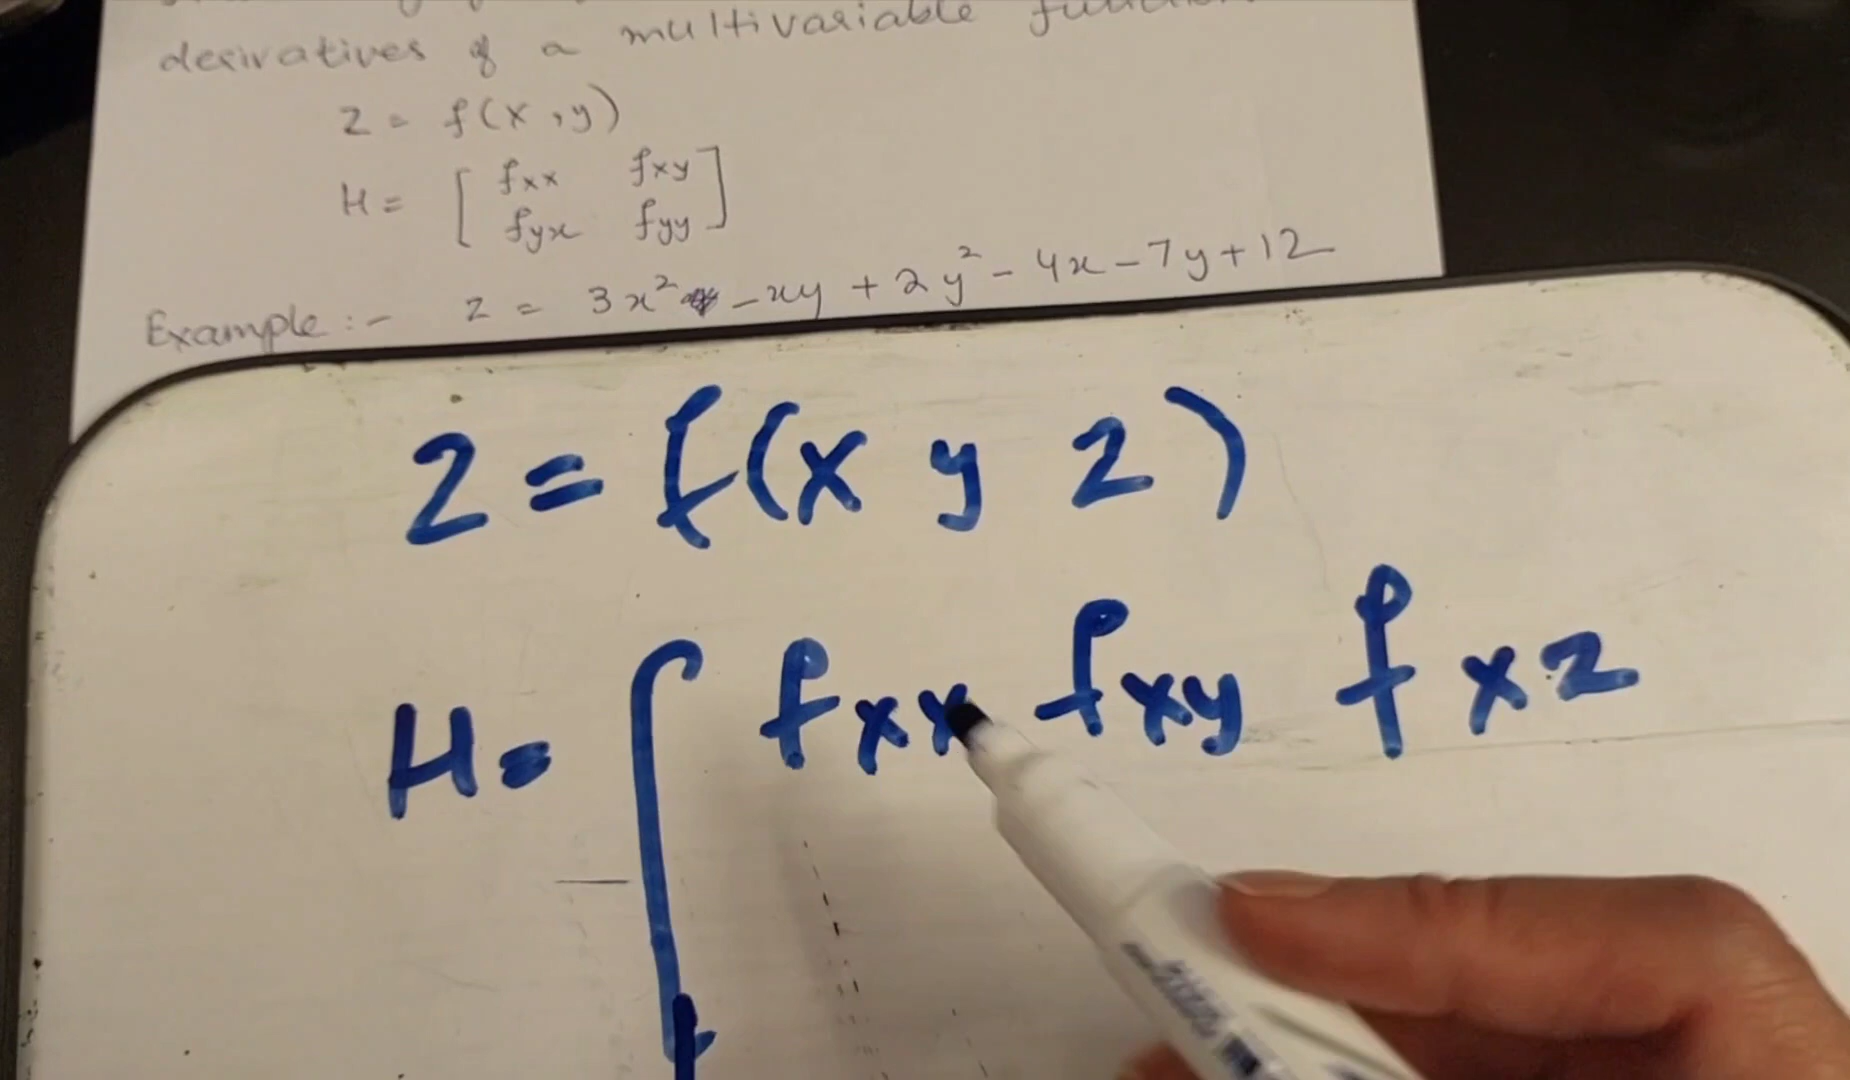 derivatives of a multivariable
z = f(x, y)
H = [ fxx fxy ]
fyx fyy
Example :- z = 3x² - xy + 2y² - 4x - 7y + 12
z = f(x y z)
H = [ fxx fxy fxz